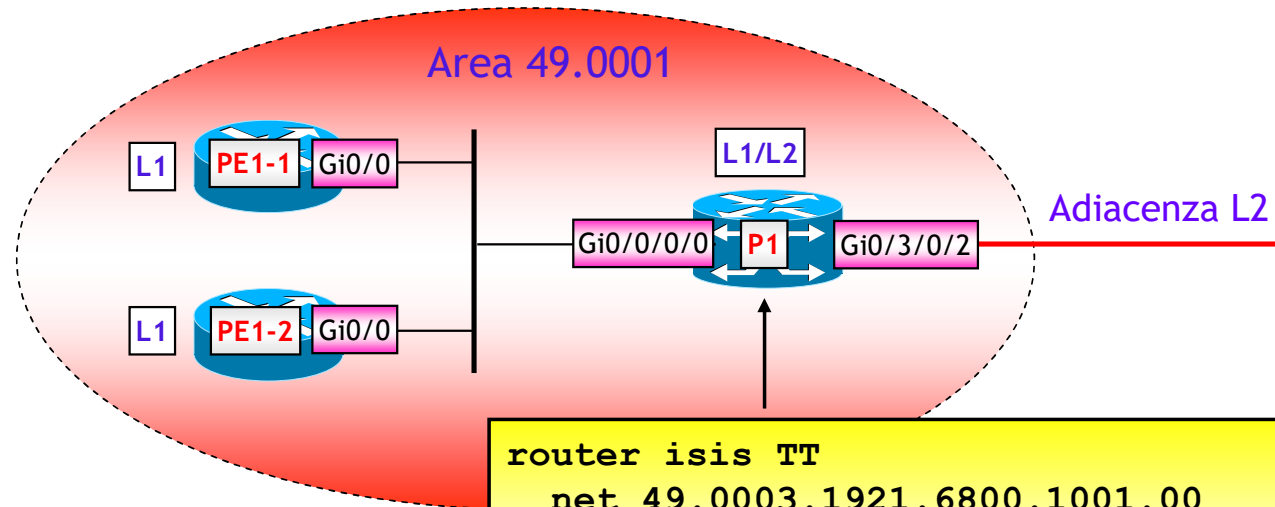 Area 49.0001
L1
PE1-1
Gi0/0
L1/L2
Adiacenza L2
Gi0/0/0/0
P1
Gi0/3/0/2
L1
PE1-2
Gi0/0
router isis TT
net 49.0003.1921.6800.1001.00